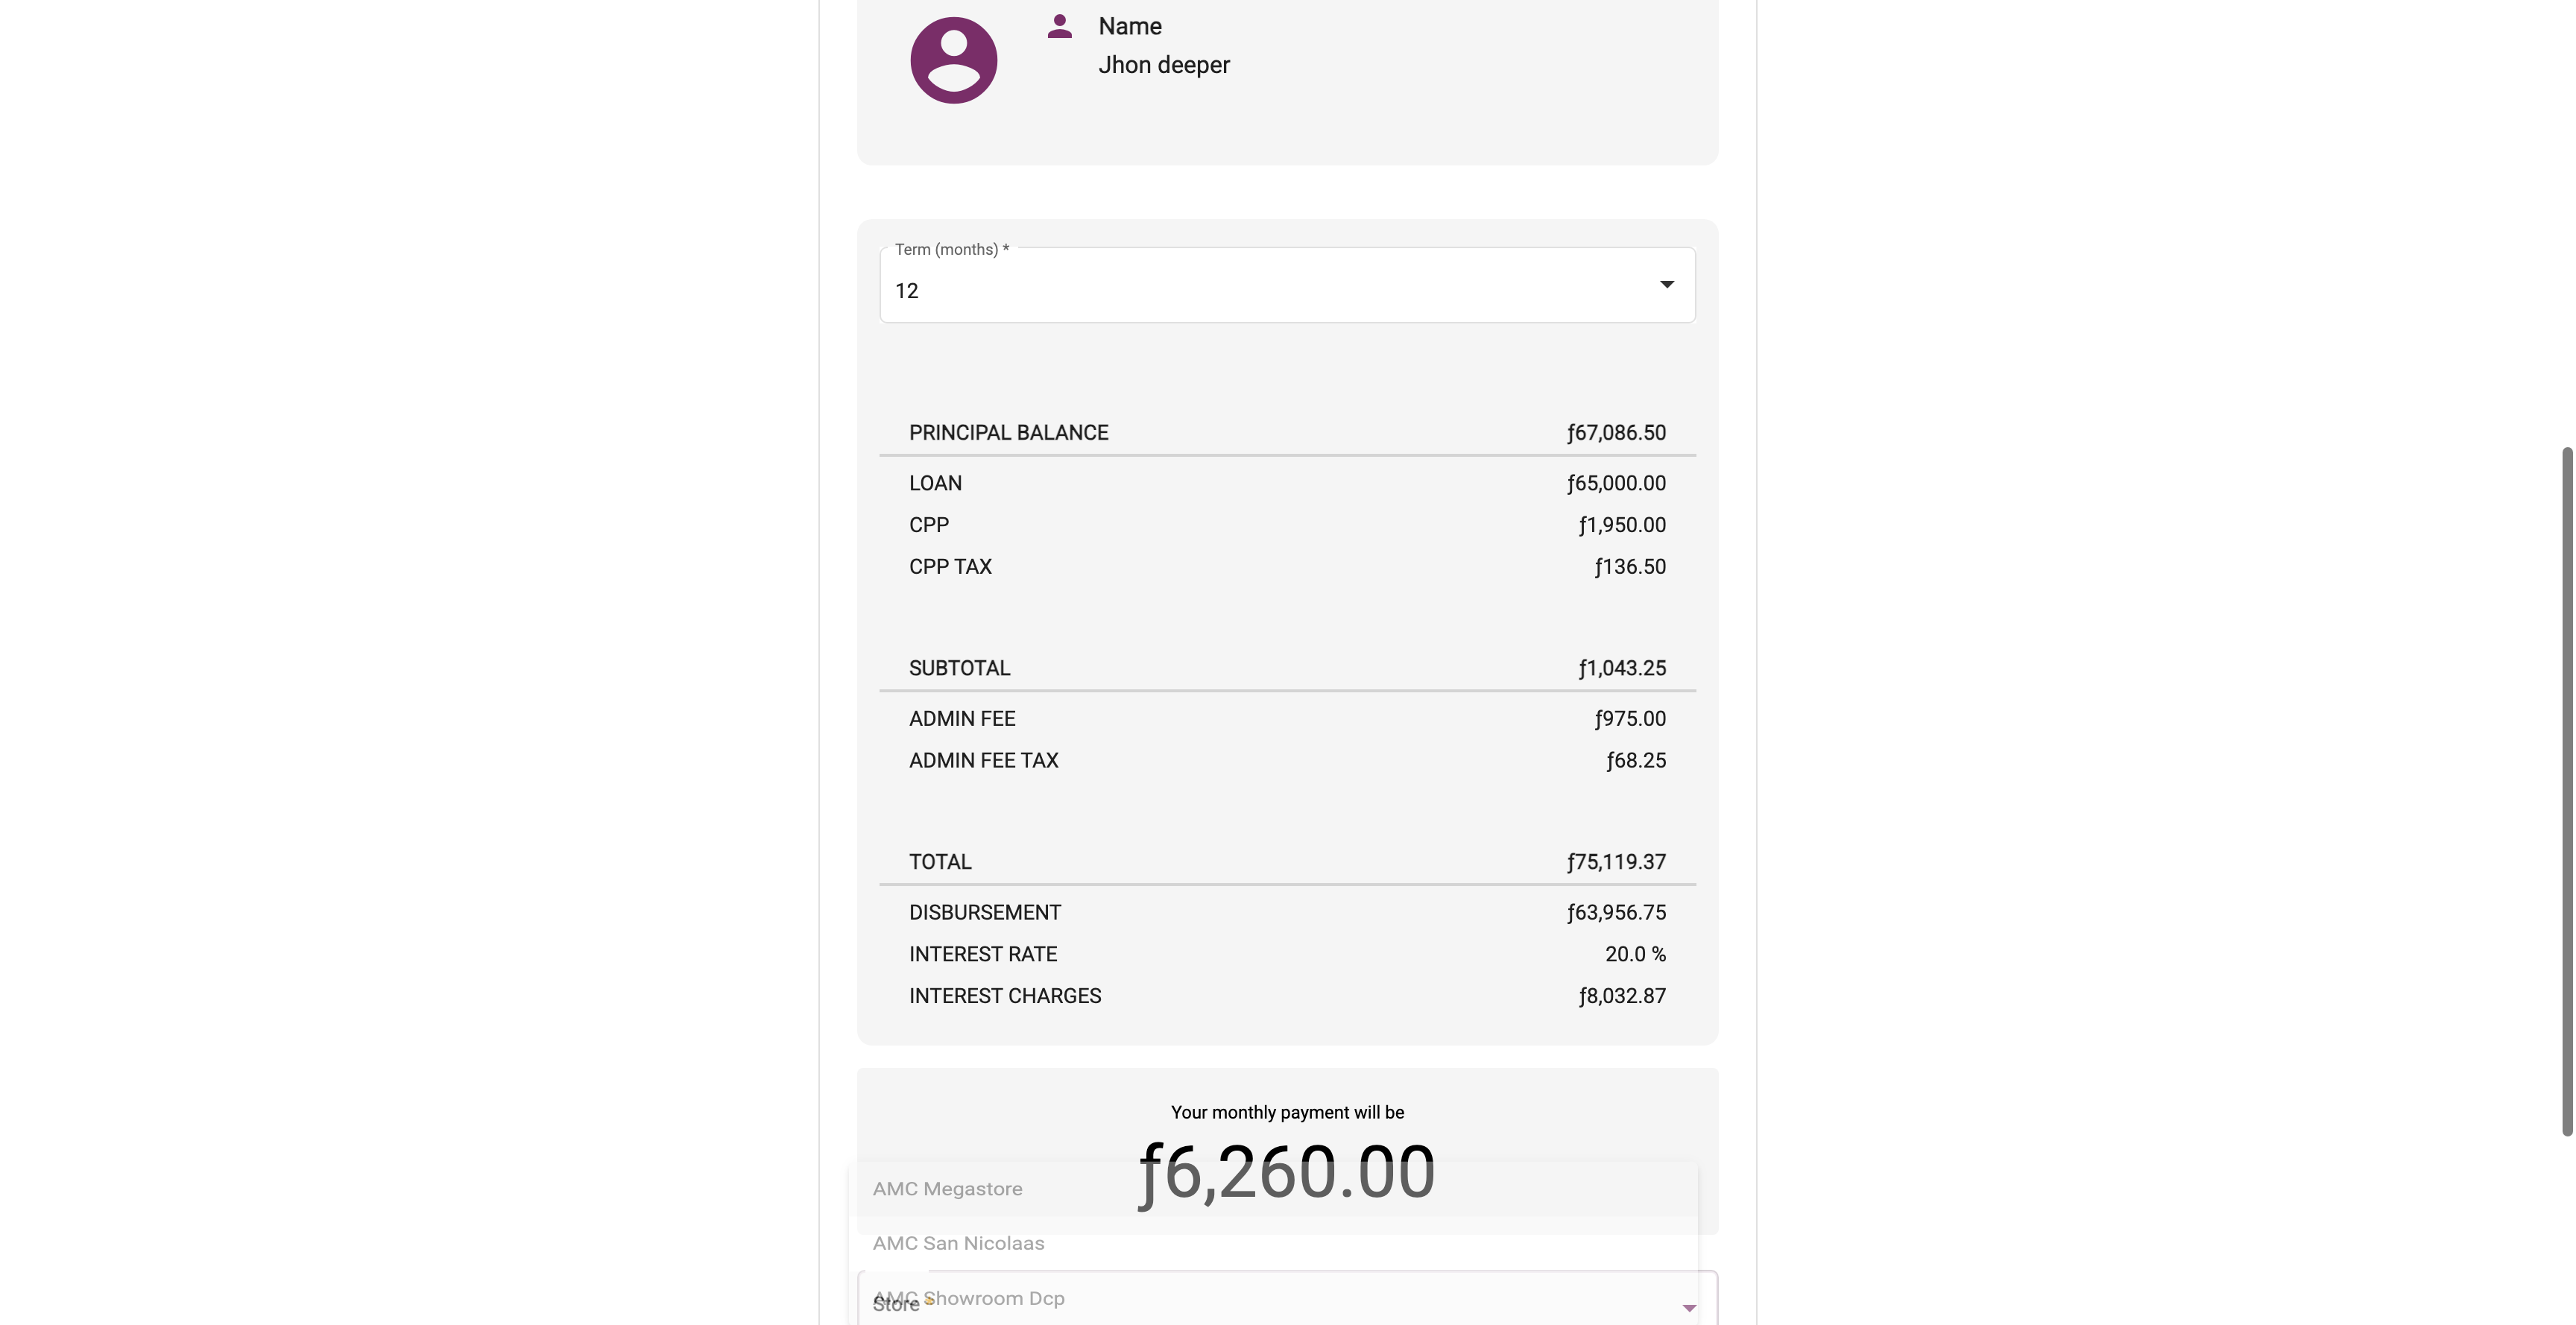 Name
Jhon deeper
Term (months) *
12
PRINCIPAL BALANCE ƒ67,086.50
LOAN ƒ65,000.00
CPP ƒ1,950.00
CPP TAX ƒ136.50
SUBTOTAL ƒ1,043.25
ADMIN FEE ƒ975.00
ADMIN FEE TAX ƒ68.25
TOTAL ƒ75,119.37
DISBURSEMENT ƒ63,956.75
INTEREST RATE 20.0 %
INTEREST CHARGES ƒ8,032.87
Your monthly payment will be
ƒ6,260.00
AMC Megastore
AMC San Nicolaas
AMC Showroom Dcp
Store *